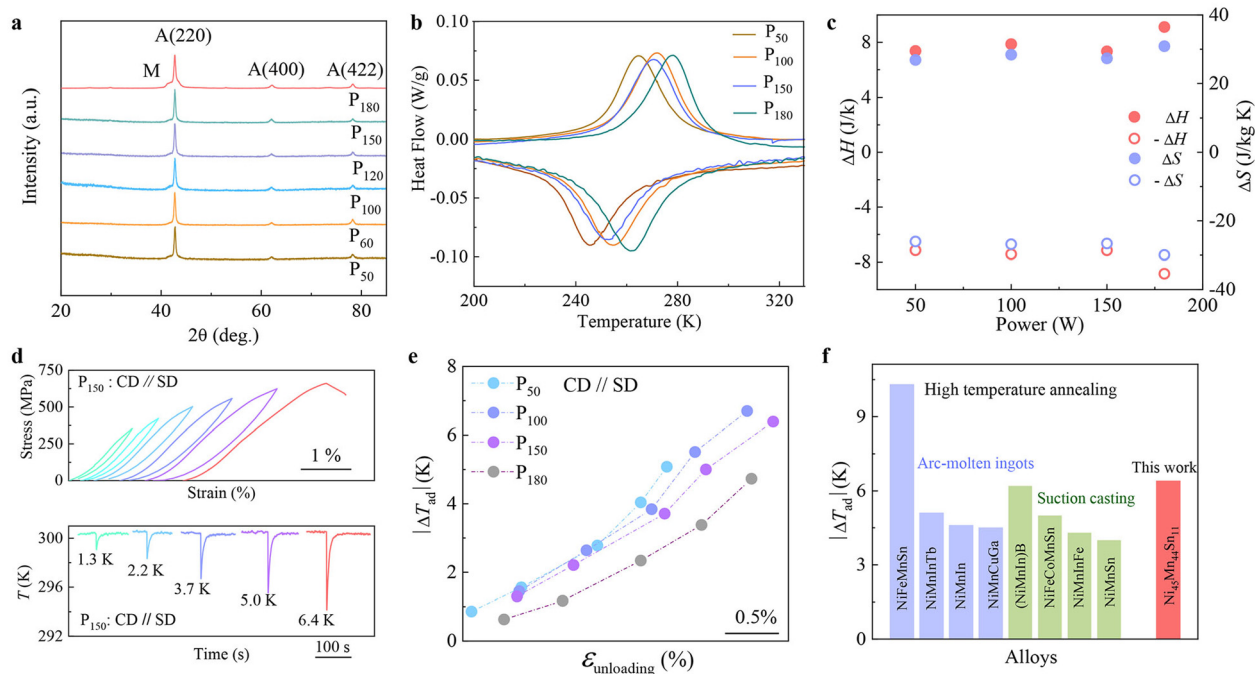 a
Intensity (a.u.)
A(220)
M
A(400)
A(422)
P180
P150
P120
P100
P60
P50
20
40
60
80
2θ (deg.)
b
Heat Flow (W/g)
0.10
0.05
0.00
-0.05
-0.10
P50
P100
P150
P180
200
240
280
320
Temperature (K)
c
ΔH (J/k)
8
4
0
-4
-8
ΔH
- ΔH
ΔS
- ΔS
40
20
0
-20
-40
ΔS (J/kg K)
50
100
150
200
Power (W)
d
Stress (MPa)
750
500
250
0
P150 : CD // SD
1 %
Strain (%)
T (K)
300
296
292
1.3 K
2.2 K
3.7 K
5.0 K
6.4 K
P150: CD // SD
Time (s)
100 s
e
|ΔTad| (K)
8
6
4
2
0
P50
P100
P150
P180
CD // SD
0.5%
εunloading (%)
f
|ΔTad| (K)
12
10
8
6
4
2
0
High temperature annealing
Arc-molten ingots
Suction casting
This work
NiFeMnSn
NiMnInTb
NiMnIn
NiMnCuGa
(NiMnIn)B
NiFeCoMnSn
NiMnInFe
NiMnSn
Ni45Mn44Sn11
Alloys